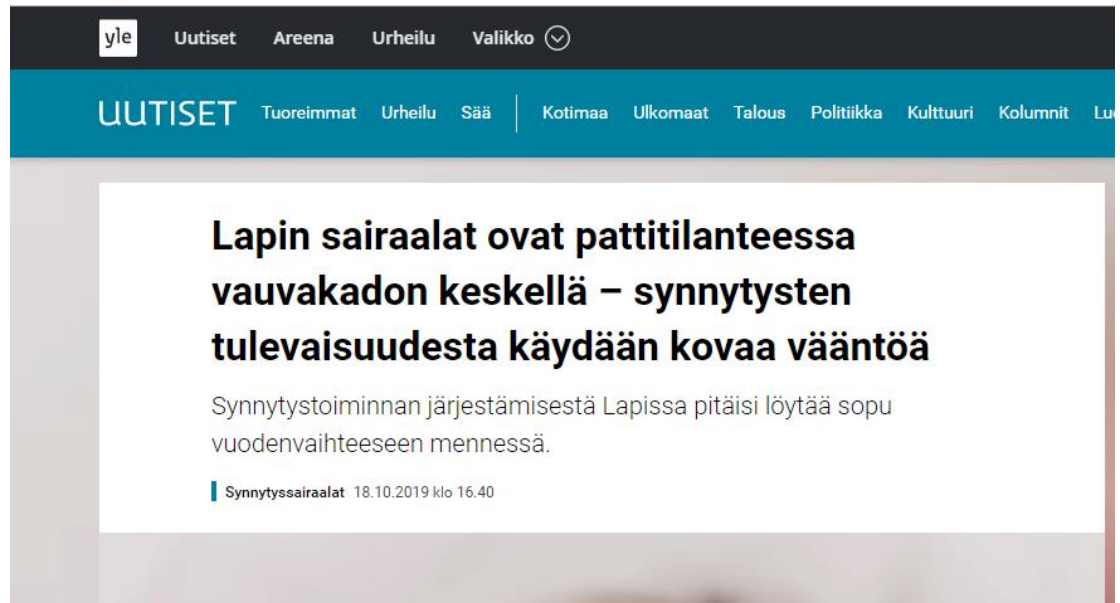 yle Uutiset Areena Urheilu Valikko
UUTISET Tuoreimmat Urheilu Sää Kotimaa Ulkomaat Talous Politiikka Kulttuuri Kolumnit
Lapin sairaalat ovat pattitilanteessa
vauvakadon keskellä – synnytysten
tulevaisuudesta käydään kovaa vääntöä
Synnytystoiminnan järjestämisestä Lapissa pitäisi löytää sopu
vuodenvaihteeseen mennessä.
Synnytyssairaalat 18.10.2019 klo 16.40